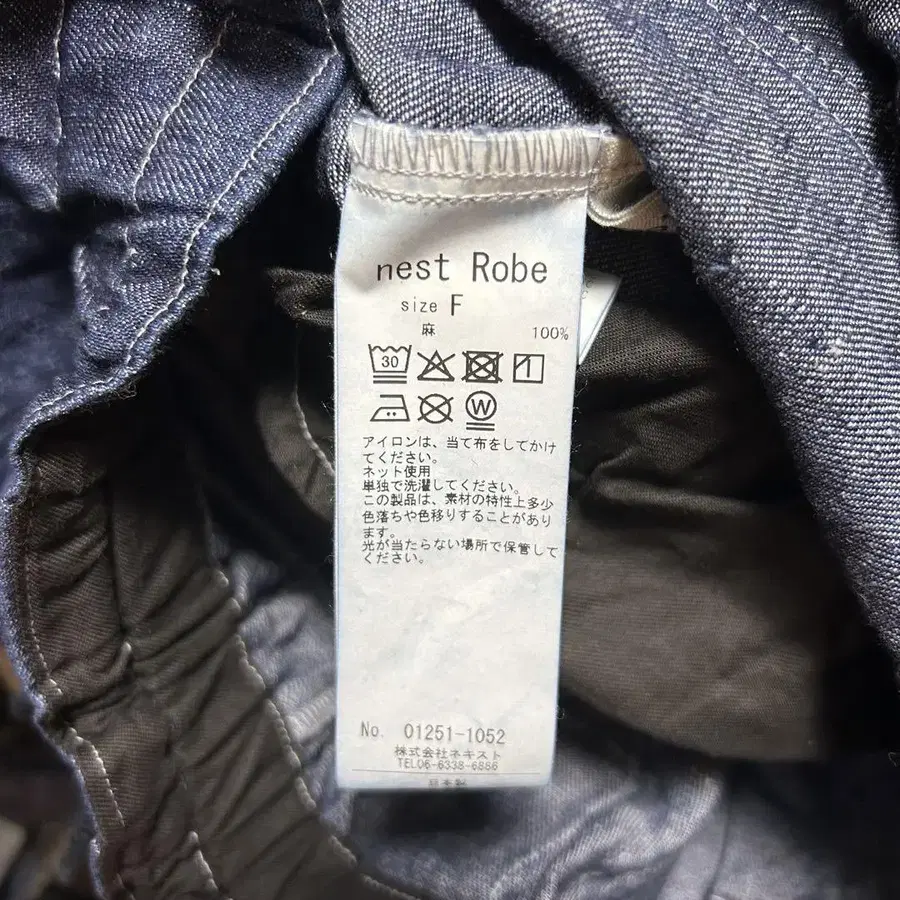 nest Robe
size F
麻 100%
30
W
アイロンは、当て布をしてかけ
てください。
ネット使用
単独で洗濯してください。
この製品は、素材の特性上多少
色落ちや色移りすることがあり
ます。
光が当たらない場所で保管して
ください。
No. 01251-1052
株式会社ネキスト
TEL06-6338-6886
日本製